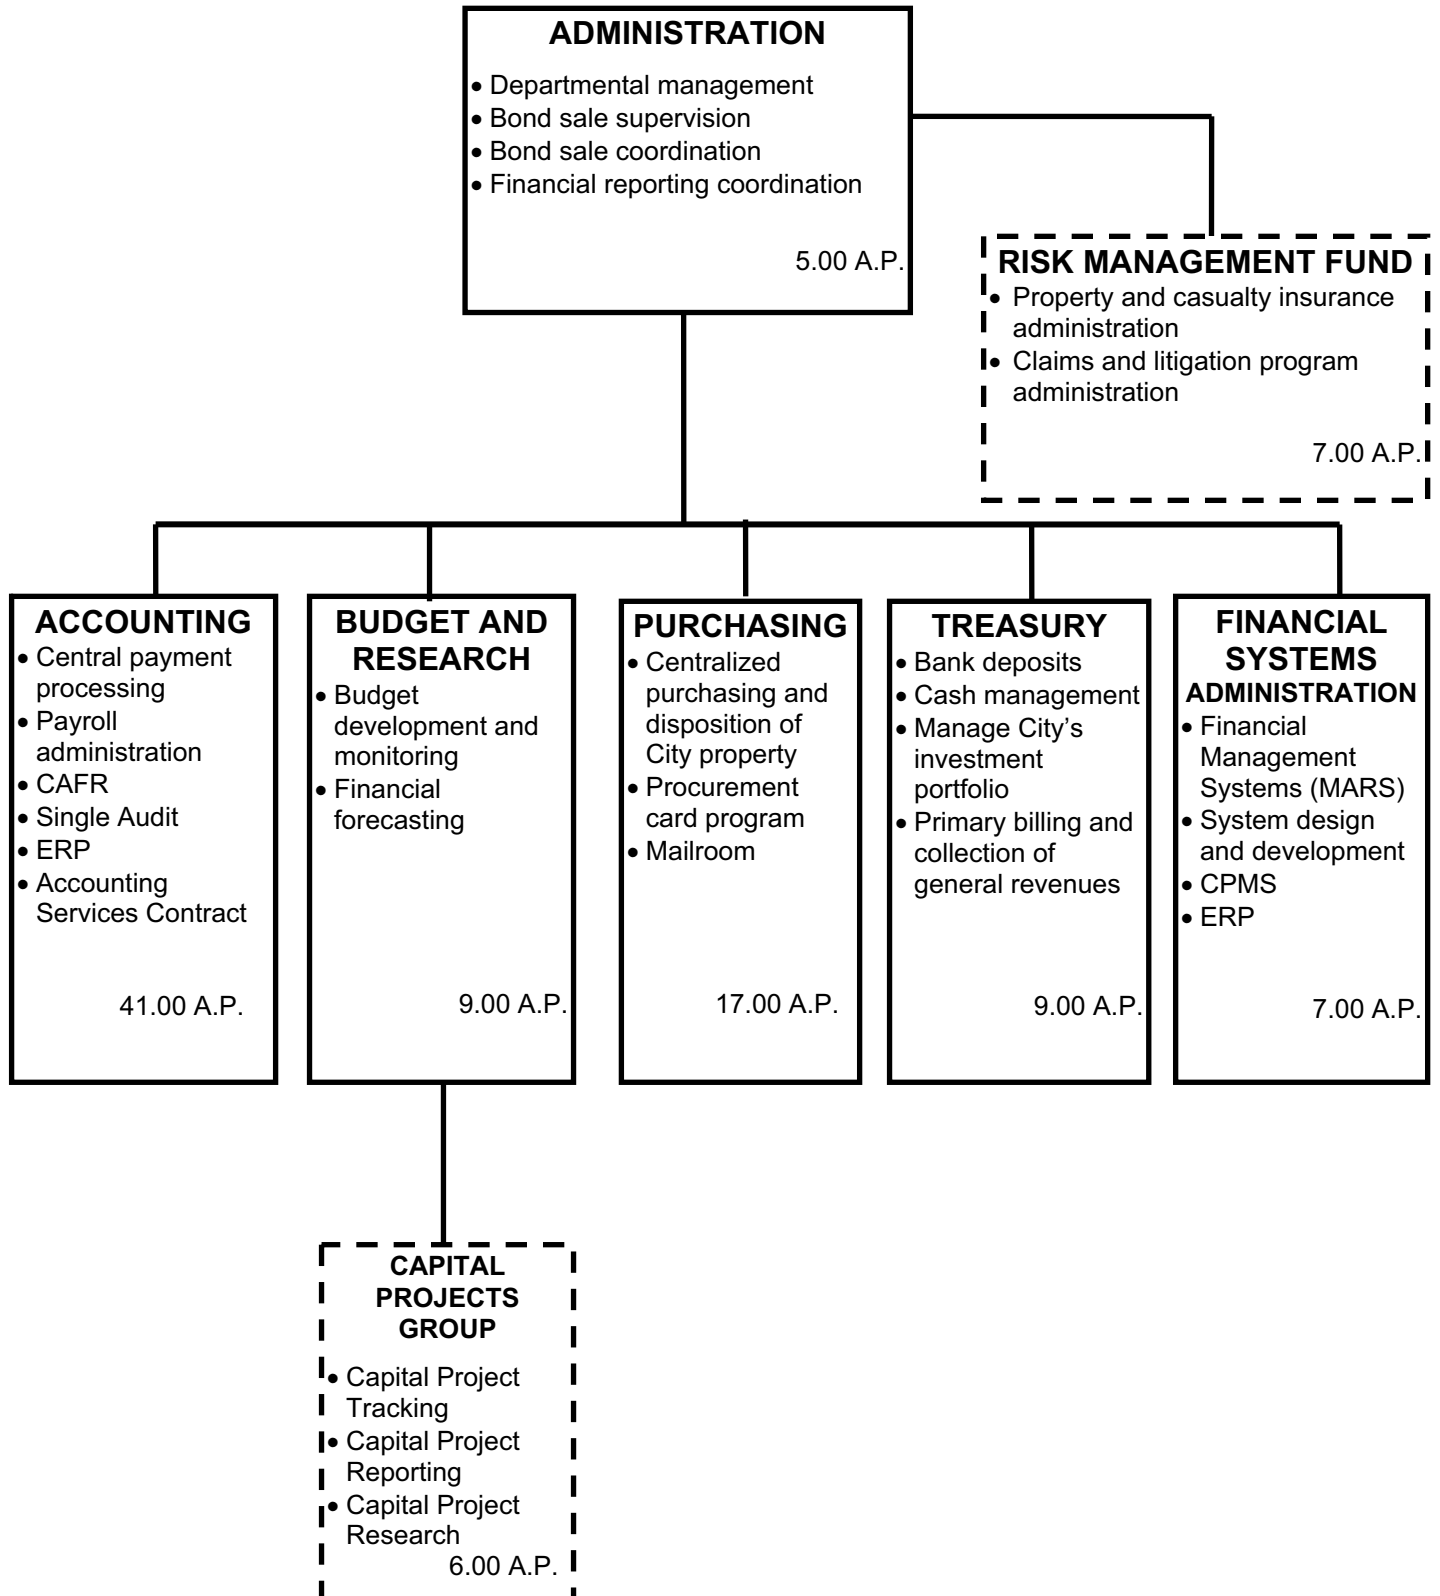 ADMINISTRATION
• Departmental management
• Bond sale supervision
• Bond sale coordination
• Financial reporting coordination
5.00 A.P.
RISK MANAGEMENT FUND
• Property and casualty insurance
administration
• Claims and litigation program
administration
7.00 A.P.
ACCOUNTING
• Central payment
processing
• Payroll
administration
• CAFR
• Single Audit
• ERP
• Accounting
Services Contract
41.00 A.P.
BUDGET AND
RESEARCH
• Budget
development and
monitoring
• Financial
forecasting
9.00 A.P.
PURCHASING
• Centralized
purchasing and
disposition of
City property
• Procurement
card program
• Mailroom
17.00 A.P.
TREASURY
• Bank deposits
• Cash management
• Manage City’s
investment
portfolio
• Primary billing and
collection of
general revenues
9.00 A.P.
FINANCIAL
SYSTEMS
ADMINISTRATION
• Financial
Management
Systems (MARS)
• System design
and development
• CPMS
• ERP
7.00 A.P.
CAPITAL
PROJECTS
GROUP
• Capital Project
Tracking
• Capital Project
Reporting
• Capital Project
Research
6.00 A.P.